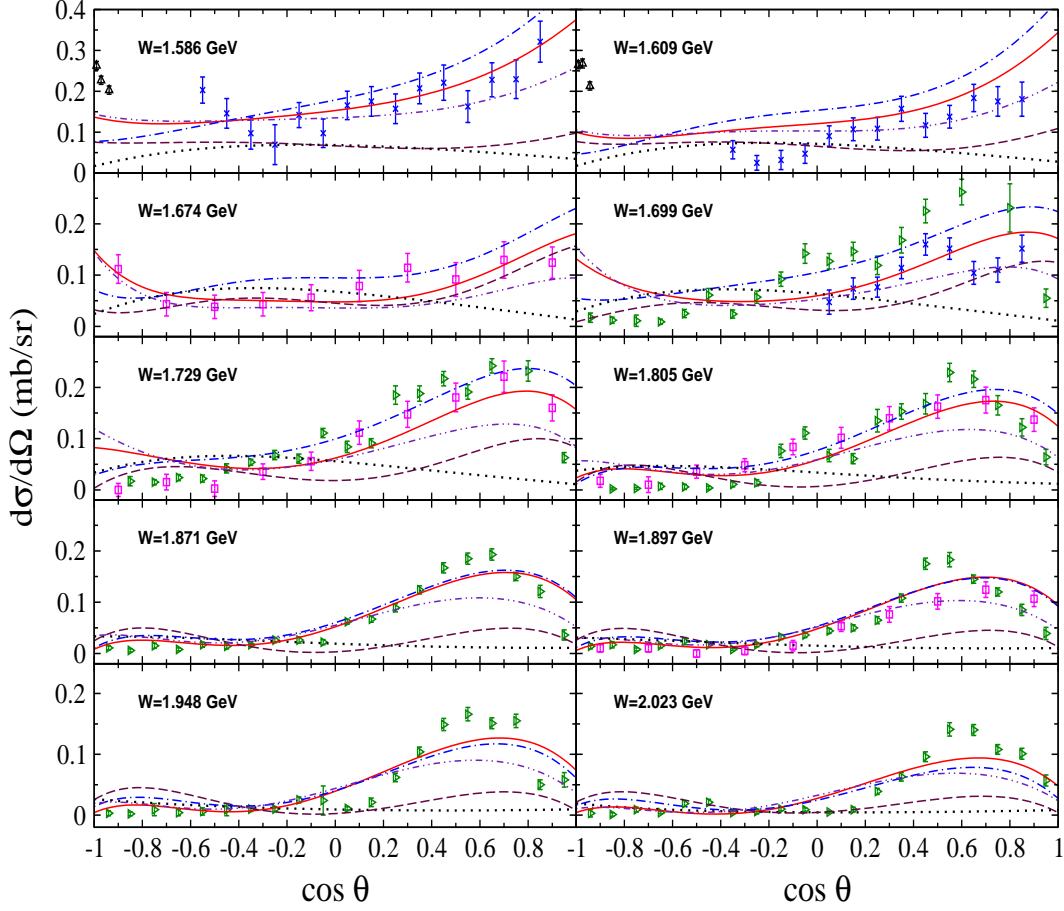 0.4
W=1.586 GeV
W=1.609 GeV
0.3
0.2
0.1
0
W=1.674 GeV
W=1.699 GeV
0.2
0.1
0
W=1.729 GeV
W=1.805 GeV
0.2
0.1
0
dσ/dΩ (mb/sr)
W=1.871 GeV
W=1.897 GeV
0.2
0.1
0
W=1.948 GeV
W=2.023 GeV
0.2
0.1
0
-1 -0.8 -0.6 -0.4 -0.2 0 0.2 0.4 0.6 0.8 -1 -0.8 -0.6 -0.4 -0.2 0 0.2 0.4 0.6 0.8 1
cos θ cos θ